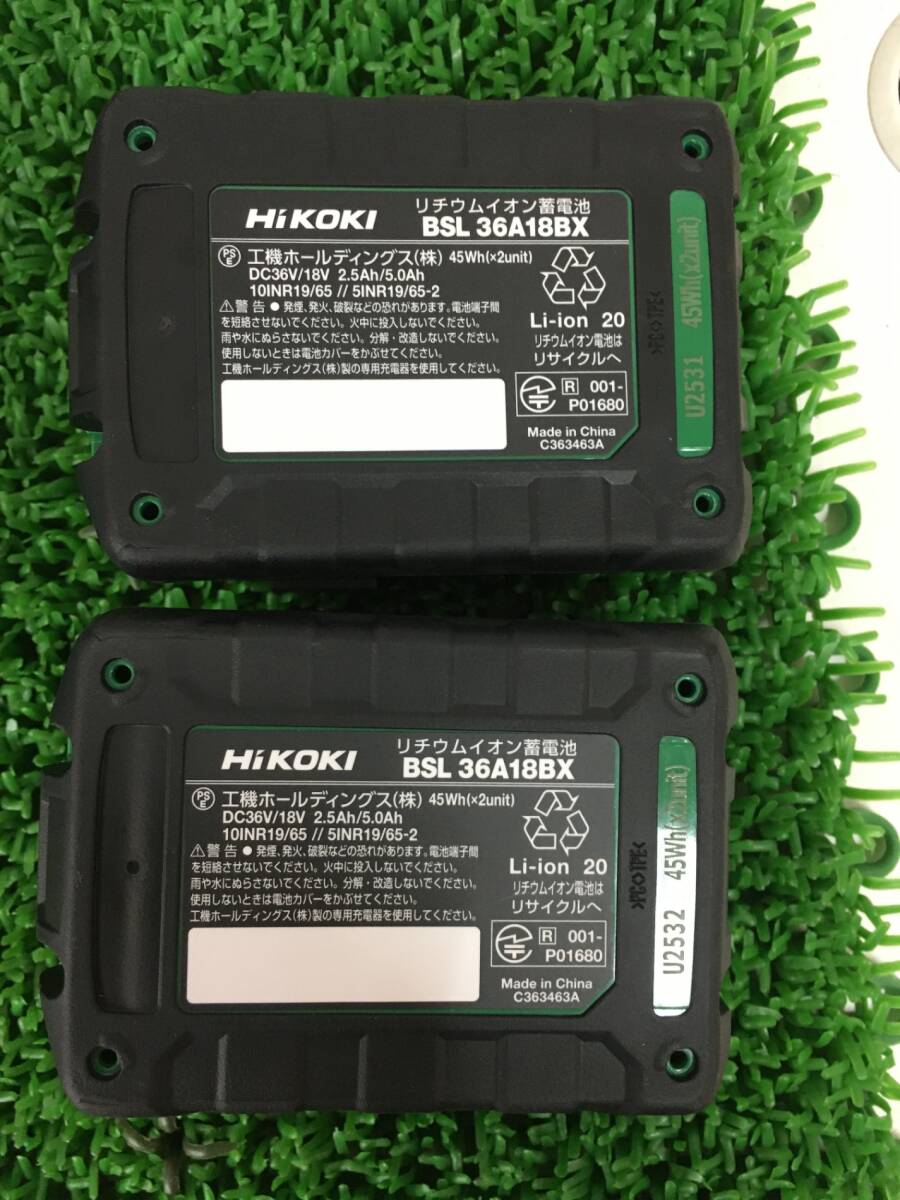 HiKOKI
リチウムイオン蓄電池
BSL 36A18BX
PS E 工機ホールディングス(株) 45Wh(×2unit)
DC36V/18V 2.5Ah/5.0Ah
10INR19/65 // 5INR19/65-2
⚠警告 ● 発煙、発火、破裂などの恐れがあります。電池端子間
を短絡させないでください。火中に投入しないでください。
雨や水にぬらさないでください。分解・改造しないでください。
使用しないときは電池カバーをかぶせてください。
工機ホールディングス(株)製の専用充電器を使用してください。
Li-ion 20
リチウムイオン電池は
リサイクルへ
R 001-
P01680
Made in China
C363463A
>PC<>TPE<
U2531 45Wh(x2unit)
HiKOKI
リチウムイオン蓄電池
BSL 36A18BX
PS E 工機ホールディングス(株) 45Wh(×2unit)
DC36V/18V 2.5Ah/5.0Ah
10INR19/65 // 5INR19/65-2
⚠警告 ● 発煙、発火、破裂などの恐れがあります。電池端子間
を短絡させないでください。火中に投入しないでください。
雨や水にぬらさないでください。分解・改造しないでください。
使用しないときは電池カバーをかぶせてください。
工機ホールディングス(株)製の専用充電器を使用してください。
Li-ion 20
リチウムイオン電池は
リサイクルへ
R 001-
P01680
Made in China
C363463A
>PC<>TPE<
U2532 45Wh(x2unit)